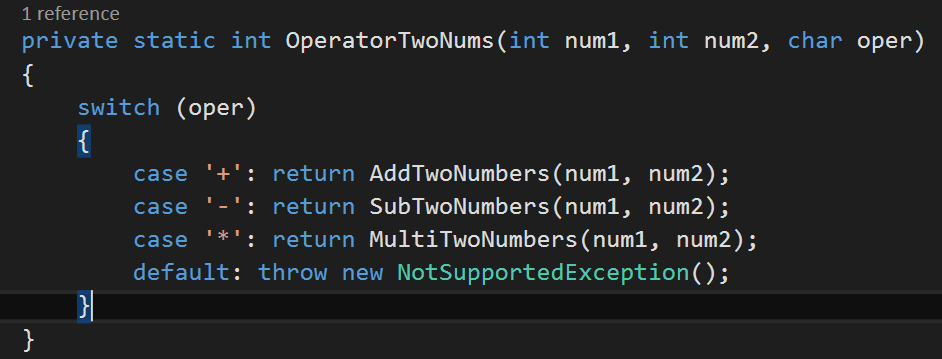 1 reference
private static int OperatorTwoNums(int num1, int num2, char oper)
{
    switch (oper)
    {
        case '+': return AddTwoNumbers(num1, num2);
        case '-': return SubTwoNumbers(num1, num2);
        case '*': return MultiTwoNumbers(num1, num2);
        default: throw new NotSupportedException();
    }
}